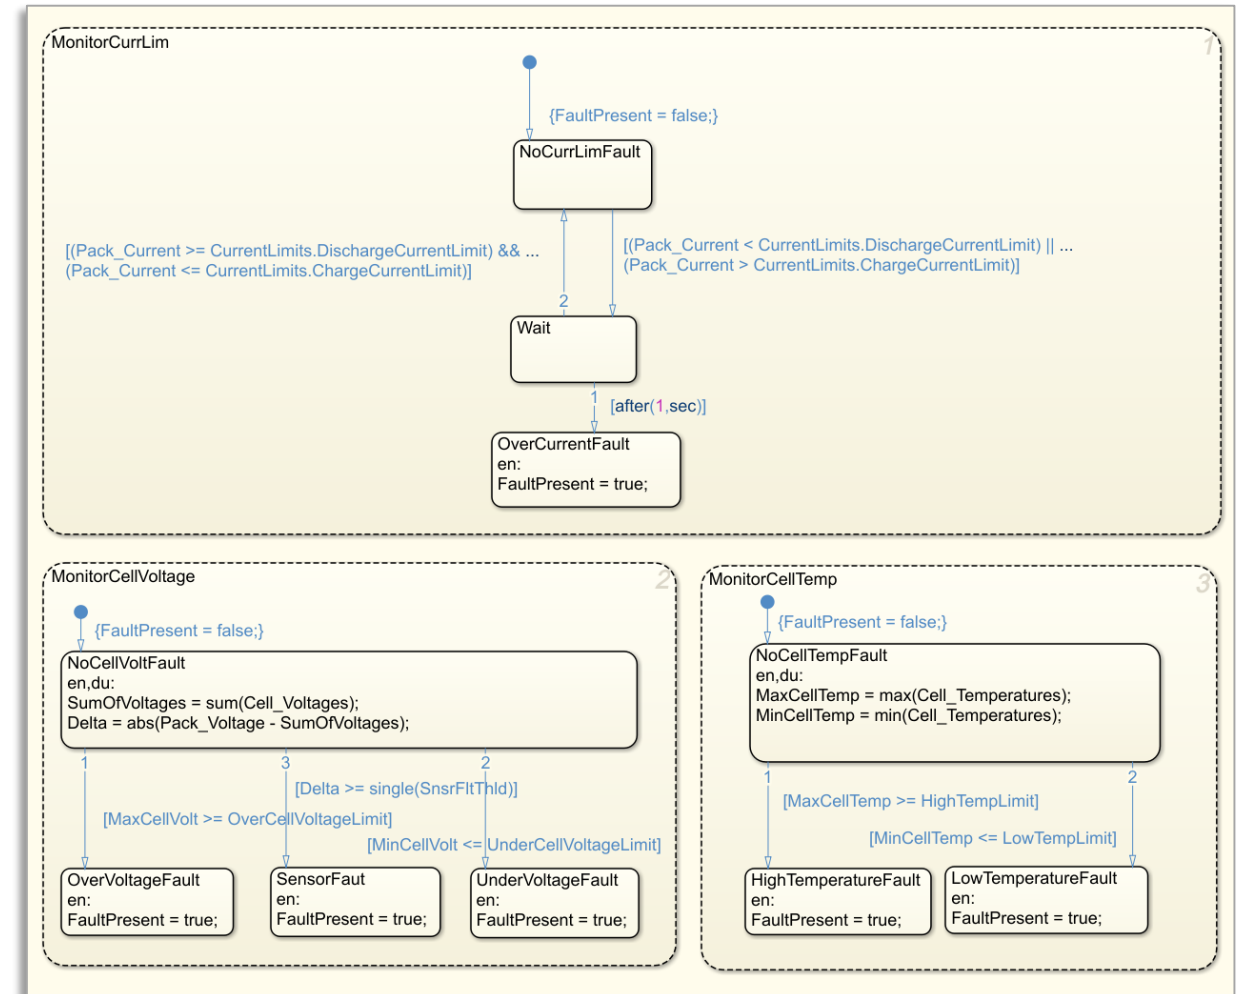 MonitorCurrLim
1
{FaultPresent = false;}
NoCurrLimFault
[(Pack_Current >= CurrentLimits.DischargeCurrentLimit) && ...
(Pack_Current <= CurrentLimits.ChargeCurrentLimit)]
[(Pack_Current < CurrentLimits.DischargeCurrentLimit) || ...
(Pack_Current > CurrentLimits.ChargeCurrentLimit)]
2
Wait
1
[after(1,sec)]
OverCurrentFault
en:
FaultPresent = true;
MonitorCellVoltage
2
{FaultPresent = false;}
NoCellVoltFault
en,du:
SumOfVoltages = sum(Cell_Voltages);
Delta = abs(Pack_Voltage - SumOfVoltages);
1
3
2
[Delta >= single(SnsrFltThld)]
[MaxCellVolt >= OverCellVoltageLimit]
[MinCellVolt <= UnderCellVoltageLimit]
OverVoltageFault
en:
FaultPresent = true;
SensorFaut
en:
FaultPresent = true;
UnderVoltageFault
en:
FaultPresent = true;
MonitorCellTemp
3
{FaultPresent = false;}
NoCellTempFault
en,du:
MaxCellTemp = max(Cell_Temperatures);
MinCellTemp = min(Cell_Temperatures);
1
2
[MaxCellTemp >= HighTempLimit]
[MinCellTemp <= LowTempLimit]
HighTemperatureFault
en:
FaultPresent = true;
LowTemperatureFault
en:
FaultPresent = true;